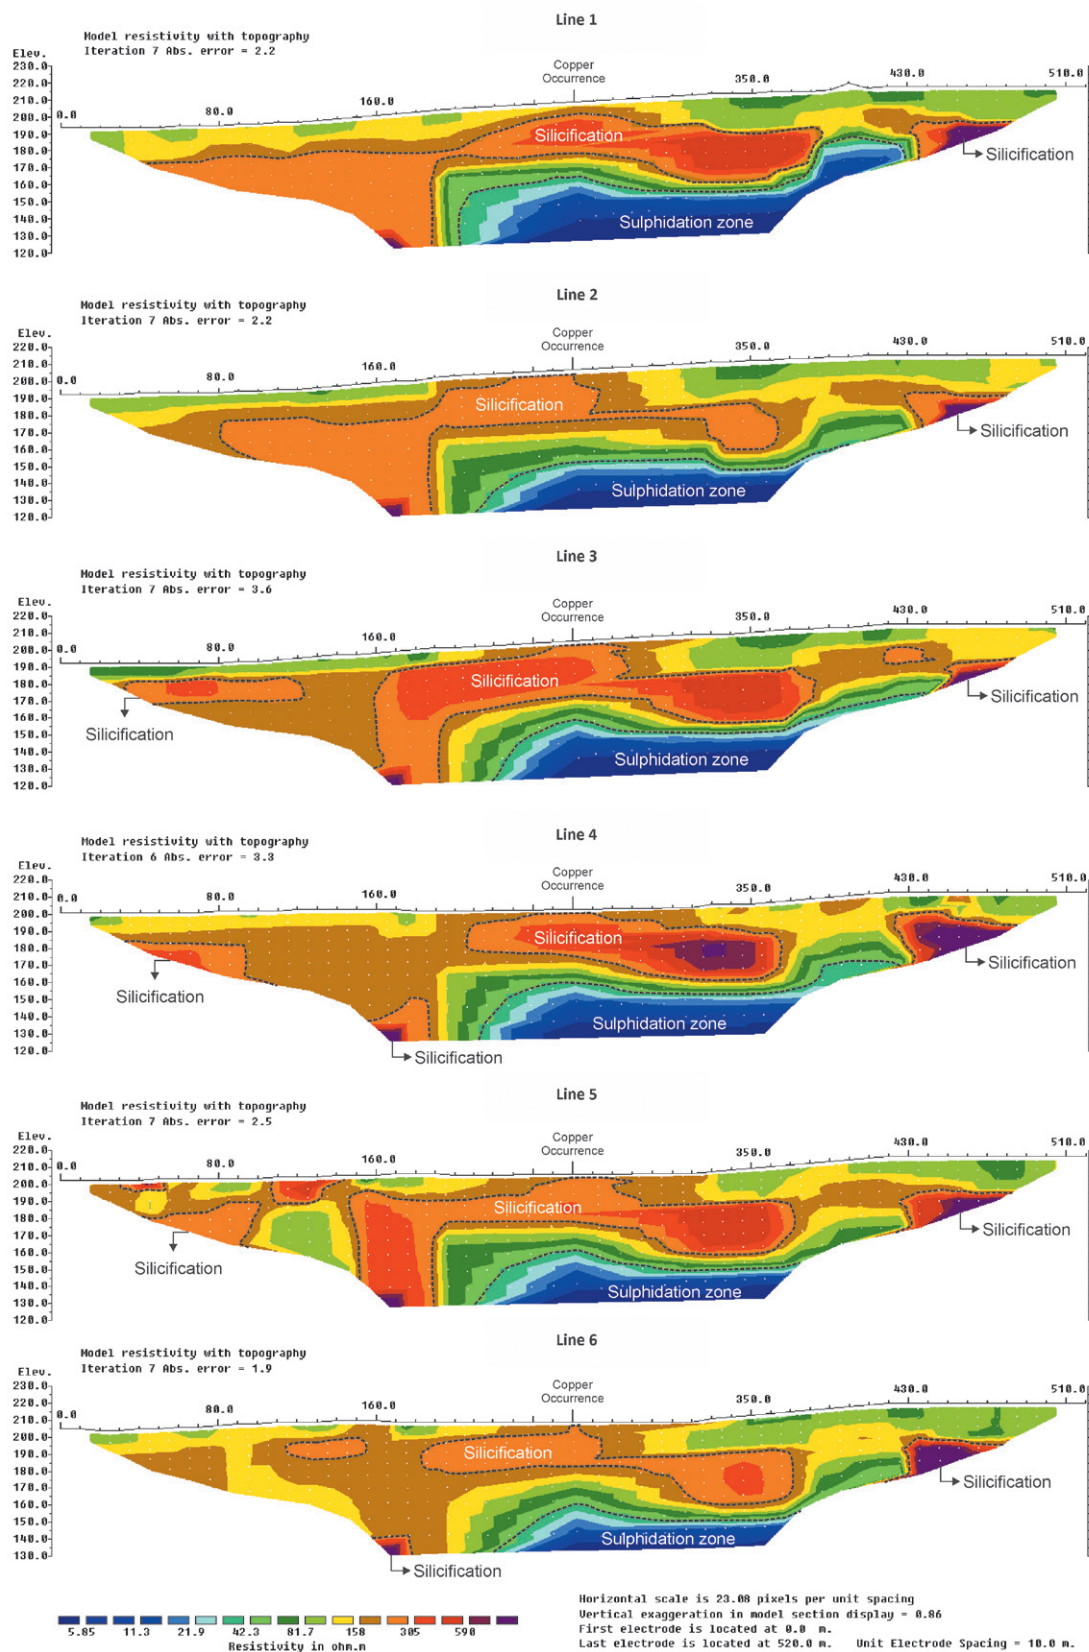 Line 1
Model resistivity with topography
Iteration 7 Abs. error = 2.2
Copper
Occurrence
Elev.
230.0
220.0
210.0
200.0
190.0
180.0
170.0
160.0
150.0
140.0
130.0
120.0
0.0
80.0
160.0
350.0
430.0
510.0
Silicification
Silicification
Sulphidation zone
Line 2
Model resistivity with topography
Iteration 7 Abs. error = 2.2
Copper
Occurrence
Elev.
220.0
210.0
200.0
190.0
180.0
170.0
160.0
150.0
140.0
130.0
120.0
0.0
80.0
160.0
350.0
430.0
510.0
Silicification
Silicification
Sulphidation zone
Line 3
Model resistivity with topography
Iteration 7 Abs. error = 3.6
Copper
Occurrence
Elev.
220.0
210.0
200.0
190.0
180.0
170.0
160.0
150.0
140.0
130.0
120.0
0.0
80.0
160.0
350.0
430.0
510.0
Silicification
Silicification
Silicification
Sulphidation zone
Line 4
Model resistivity with topography
Iteration 6 Abs. error = 3.3
Copper
Occurrence
Elev.
220.0
210.0
200.0
190.0
180.0
170.0
160.0
150.0
140.0
130.0
120.0
0.0
80.0
160.0
350.0
430.0
510.0
Silicification
Silicification
Silicification
Sulphidation zone
Silicification
Line 5
Model resistivity with topography
Iteration 7 Abs. error = 2.5
Copper
Occurrence
Elev.
220.0
210.0
200.0
190.0
180.0
170.0
160.0
150.0
140.0
130.0
120.0
0.0
80.0
160.0
350.0
430.0
510.0
Silicification
Silicification
Silicification
Sulphidation zone
Line 6
Model resistivity with topography
Iteration 7 Abs. error = 1.9
Copper
Occurrence
Elev.
230.0
220.0
210.0
200.0
190.0
180.0
170.0
160.0
150.0
140.0
130.0
0.0
80.0
160.0
350.0
430.0
510.0
Silicification
Silicification
Sulphidation zone
Silicification
5.85 11.3 21.9 42.3 81.7 158 305 590
Resistivity in ohm.m
Horizontal scale is 23.08 pixels per unit spacing
Vertical exaggeration in model section display = 0.86
First electrode is located at 0.0 m.
Last electrode is located at 520.0 m. Unit Electrode Spacing = 10.0 m.